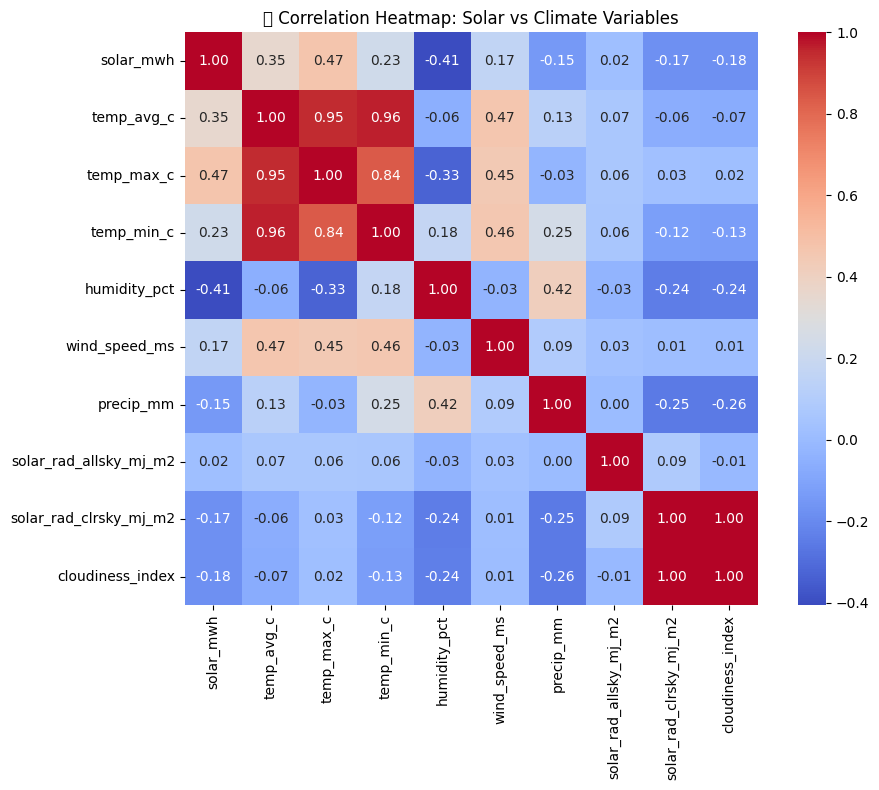 ▯ Correlation Heatmap: Solar vs Climate Variables
solar_mwh 1.00 0.35 0.47 0.23 -0.41 0.17 -0.15 0.02 -0.17 -0.18
temp_avg_c 0.35 1.00 0.95 0.96 -0.06 0.47 0.13 0.07 -0.06 -0.07
temp_max_c 0.47 0.95 1.00 0.84 -0.33 0.45 -0.03 0.06 0.03 0.02
temp_min_c 0.23 0.96 0.84 1.00 0.18 0.46 0.25 0.06 -0.12 -0.13
humidity_pct -0.41 -0.06 -0.33 0.18 1.00 -0.03 0.42 -0.03 -0.24 -0.24
wind_speed_ms 0.17 0.47 0.45 0.46 -0.03 1.00 0.09 0.03 0.01 0.01
precip_mm -0.15 0.13 -0.03 0.25 0.42 0.09 1.00 0.00 -0.25 -0.26
solar_rad_allsky_mj_m2 0.02 0.07 0.06 0.06 -0.03 0.03 0.00 1.00 0.09 -0.01
solar_rad_clrsky_mj_m2 -0.17 -0.06 0.03 -0.12 -0.24 0.01 -0.25 0.09 1.00 1.00
cloudiness_index -0.18 -0.07 0.02 -0.13 -0.24 0.01 -0.26 -0.01 1.00 1.00
solar_mwh
temp_avg_c
temp_max_c
temp_min_c
humidity_pct
wind_speed_ms
precip_mm
solar_rad_allsky_mj_m2
solar_rad_clrsky_mj_m2
cloudiness_index
1.0
0.8
0.6
0.4
0.2
0.0
−0.2
−0.4